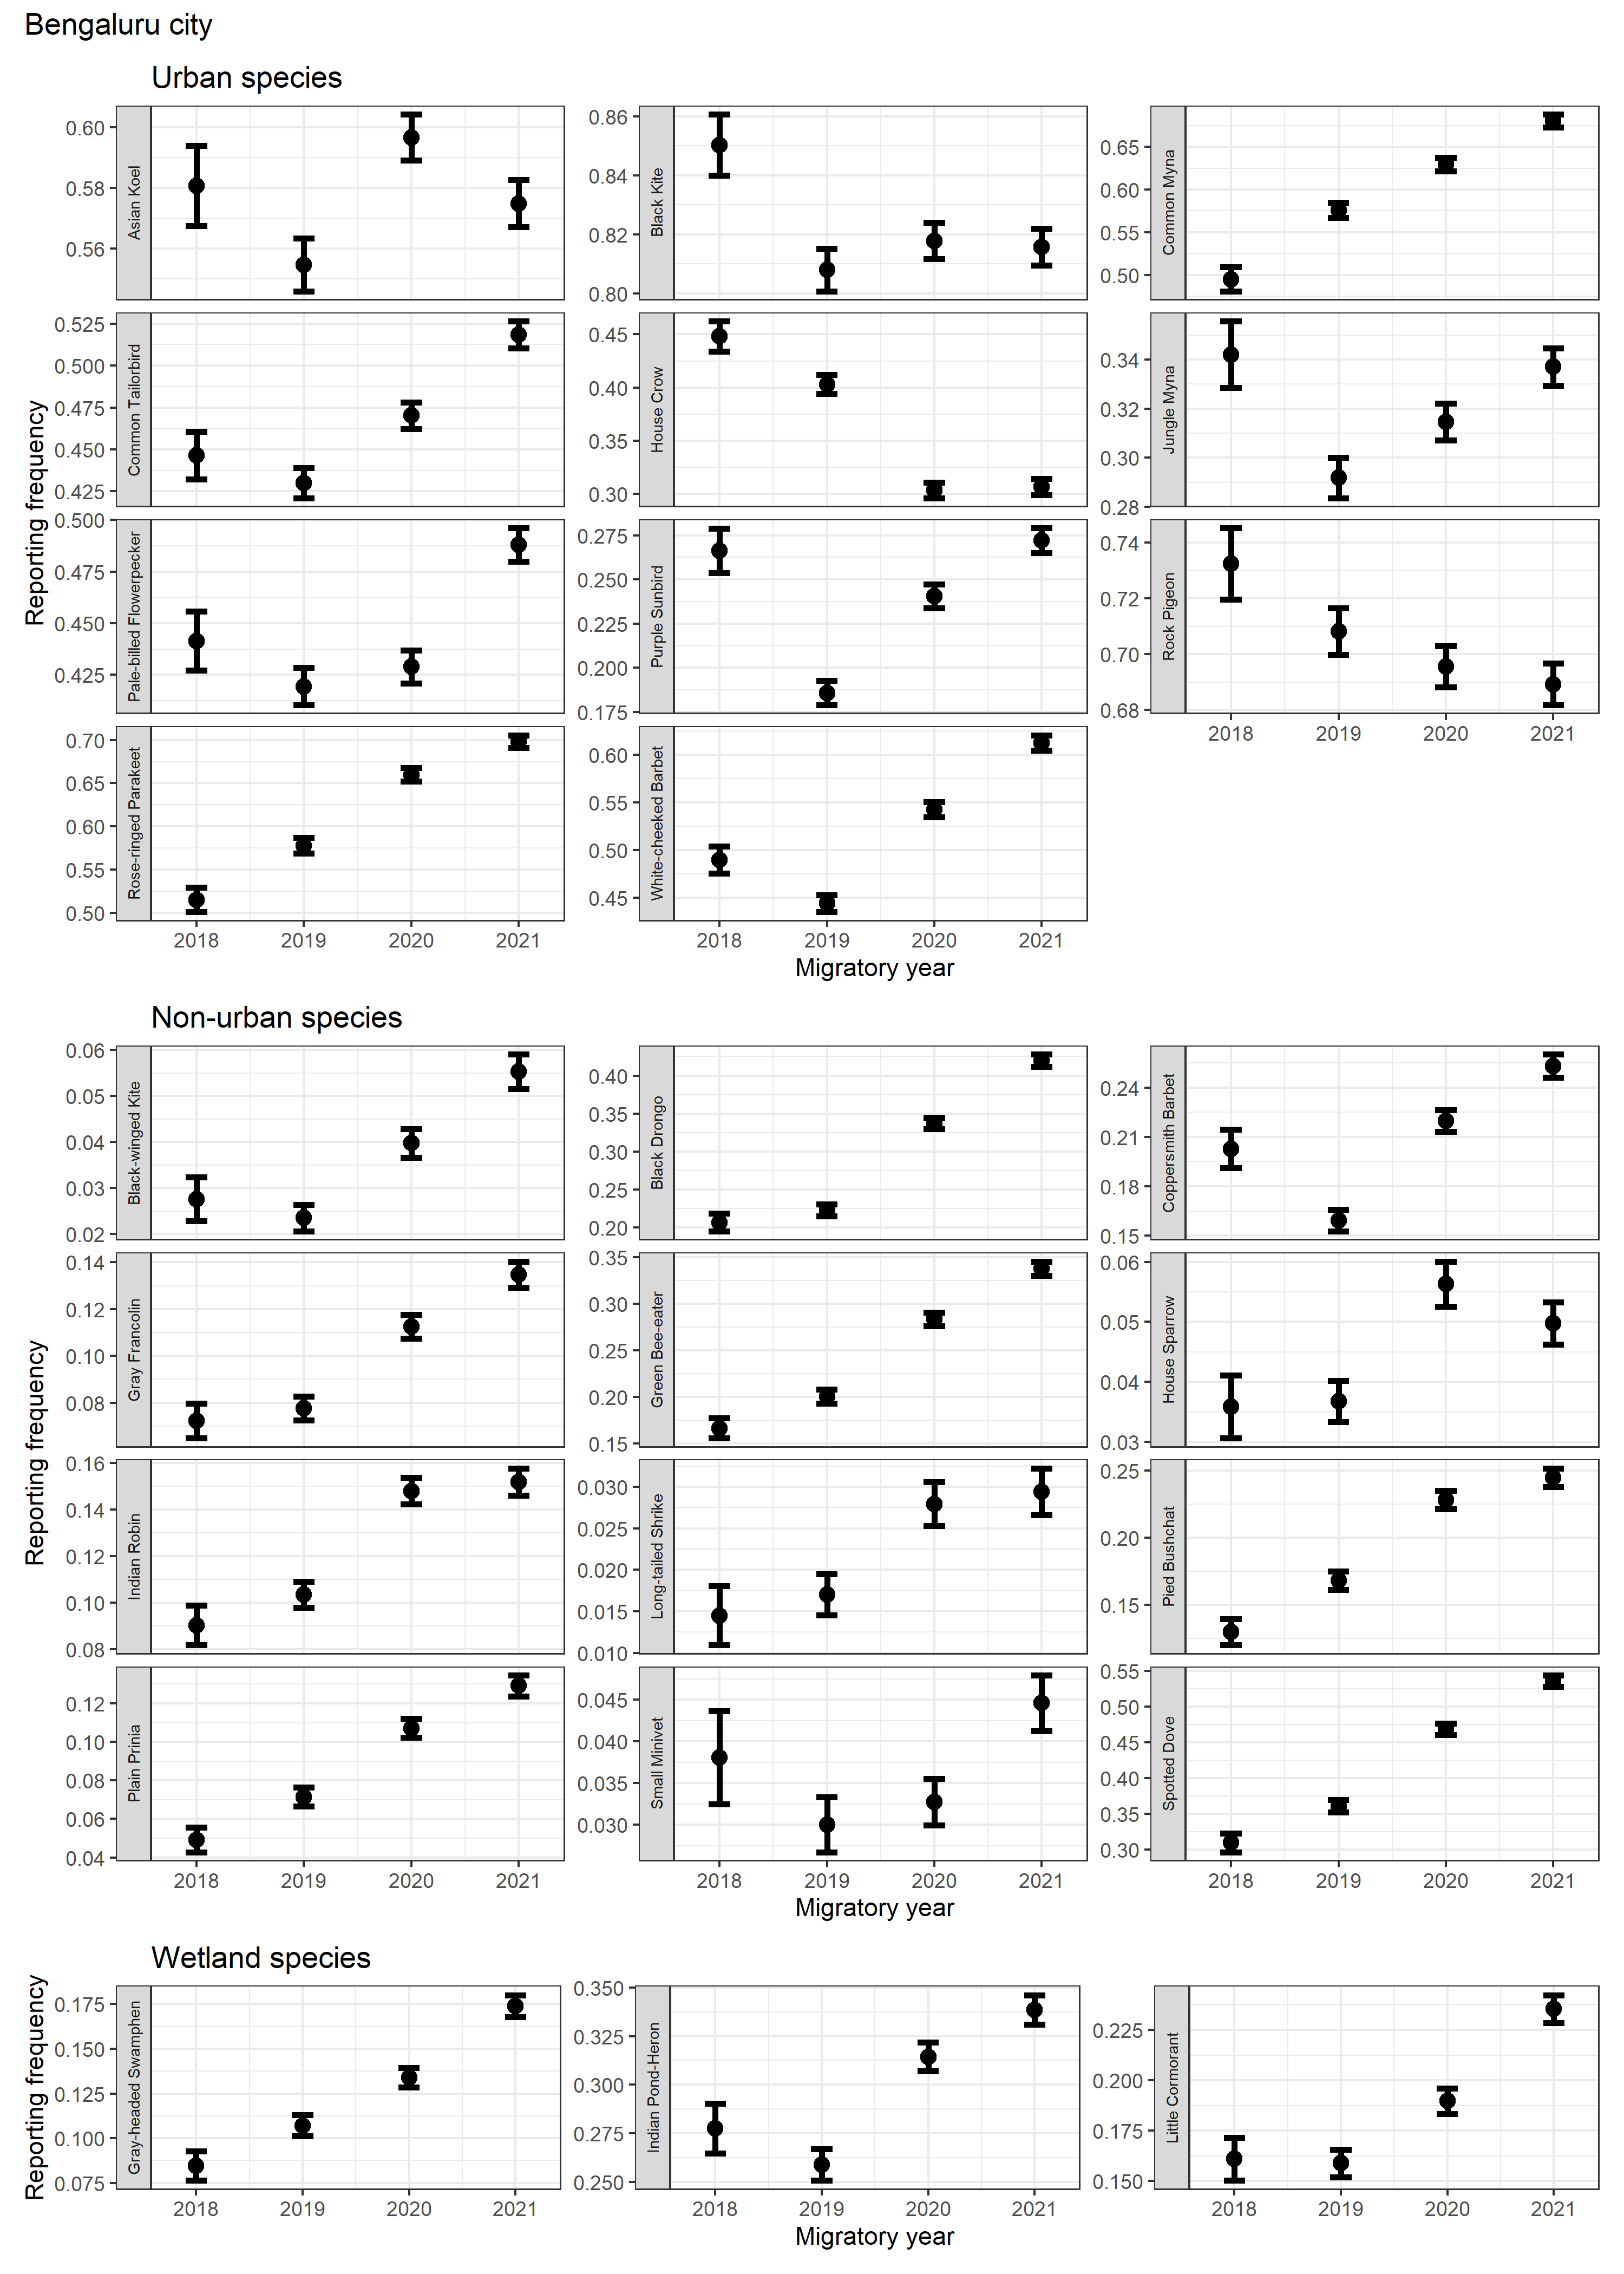 Bengaluru city
Urban species
Reporting frequency
Asian Koel
0.60
0.58
0.56
Black Kite
0.86
0.84
0.82
0.80
Common Myna
0.65
0.60
0.55
0.50
Common Tailorbird
0.525
0.500
0.475
0.450
0.425
House Crow
0.45
0.40
0.35
0.30
Jungle Myna
0.34
0.32
0.30
0.28
Pale-billed Flowerpecker
0.500
0.475
0.450
0.425
Purple Sunbird
0.275
0.250
0.225
0.200
0.175
Rock Pigeon
0.74
0.72
0.70
0.68
2018 2019 2020 2021
Rose-ringed Parakeet
0.70
0.65
0.60
0.55
0.50
2018 2019 2020 2021
White-cheeked Barbet
0.60
0.55
0.50
0.45
2018 2019 2020 2021
Migratory year
Non-urban species
Reporting frequency
Black-winged Kite
0.06
0.05
0.04
0.03
0.02
Black Drongo
0.40
0.35
0.30
0.25
0.20
Coppersmith Barbet
0.24
0.21
0.18
0.15
Gray Francolin
0.14
0.12
0.10
0.08
Green Bee-eater
0.35
0.30
0.25
0.20
0.15
House Sparrow
0.06
0.05
0.04
0.03
Indian Robin
0.16
0.14
0.12
0.10
0.08
Long-tailed Shrike
0.030
0.025
0.020
0.015
0.010
Pied Bushchat
0.25
0.20
0.15
Plain Prinia
0.12
0.10
0.08
0.06
0.04
2018 2019 2020 2021
Small Minivet
0.045
0.040
0.035
0.030
2018 2019 2020 2021
Spotted Dove
0.55
0.50
0.45
0.40
0.35
0.30
2018 2019 2020 2021
Migratory year
Wetland species
Reporting frequency
Gray-headed Swamphen
0.175
0.150
0.125
0.100
0.075
2018 2019 2020 2021
Indian Pond-Heron
0.350
0.325
0.300
0.275
0.250
2018 2019 2020 2021
Little Cormorant
0.225
0.200
0.175
0.150
2018 2019 2020 2021
Migratory year